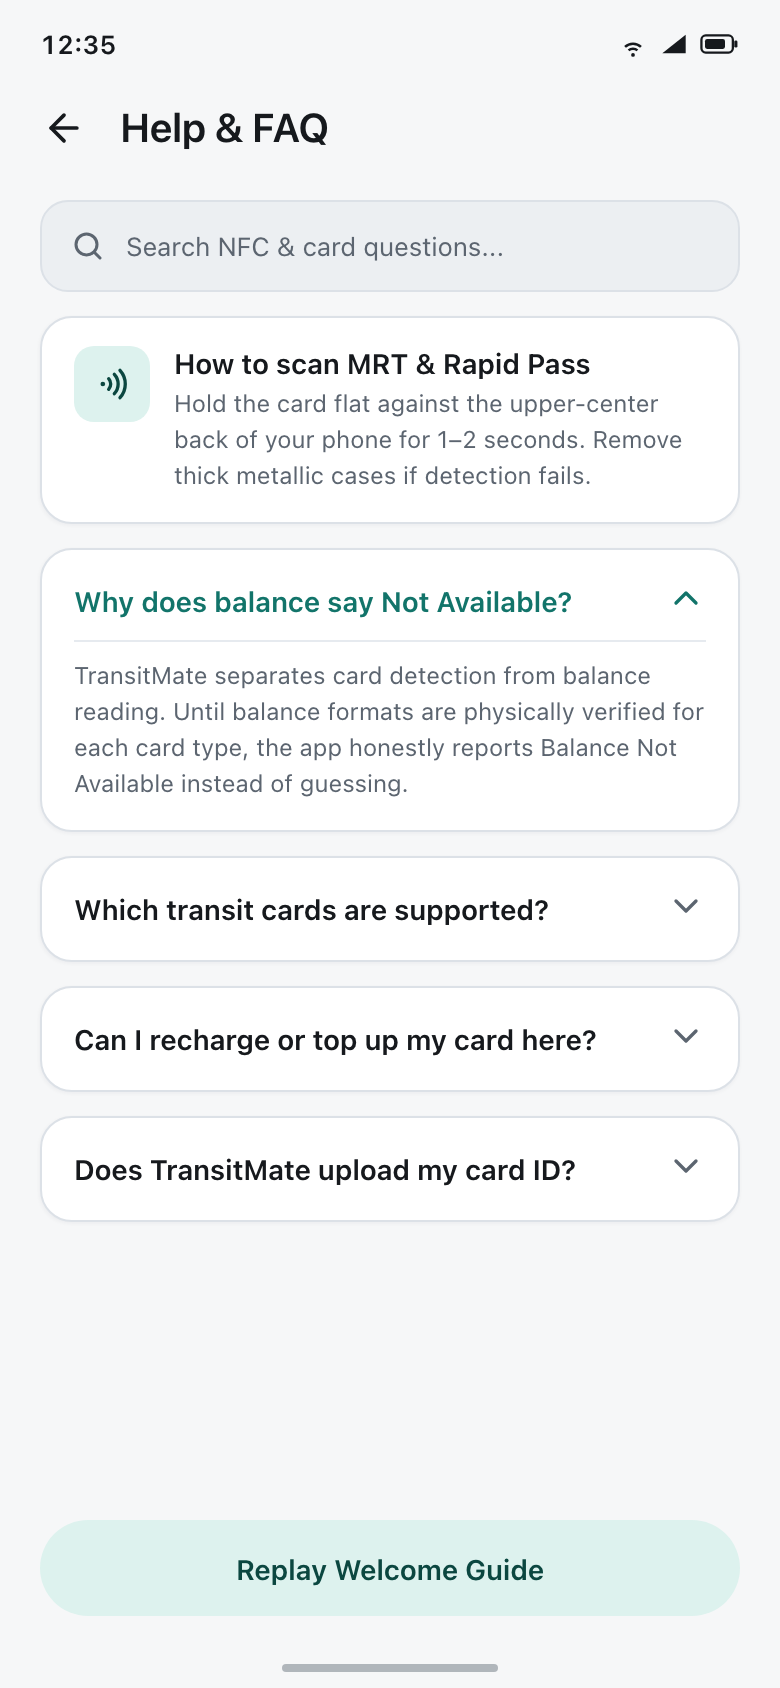 12:35
Help & FAQ
Search NFC & card questions...
How to scan MRT & Rapid Pass
Hold the card flat against the upper-center
back of your phone for 1–2 seconds. Remove
thick metallic cases if detection fails.
Why does balance say Not Available?
TransitMate separates card detection from balance
reading. Until balance formats are physically verified for
each card type, the app honestly reports Balance Not
Available instead of guessing.
Which transit cards are supported?
Can I recharge or top up my card here?
Does TransitMate upload my card ID?
Replay Welcome Guide